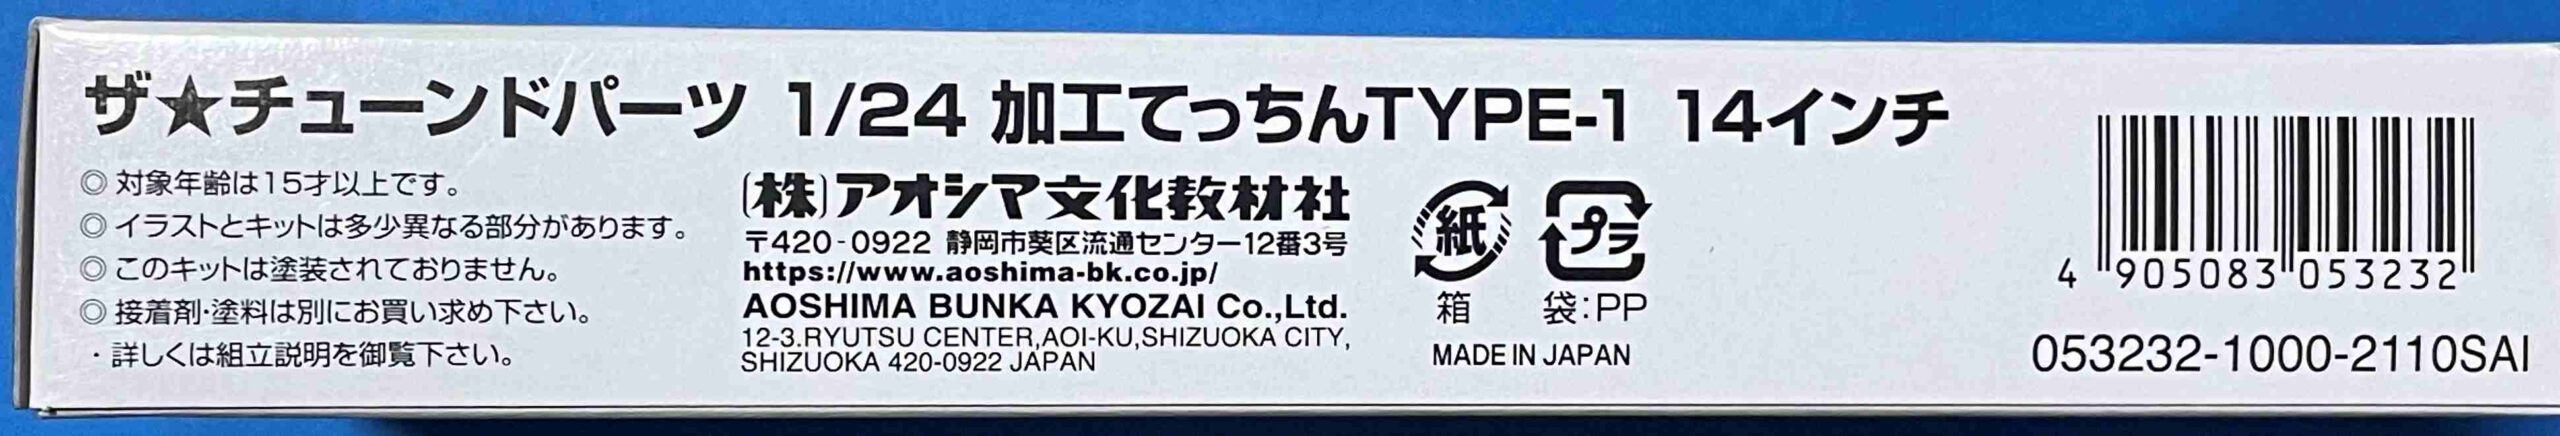 ザ★チューンドパーツ 1/24 加工てっちんTYPE-1 14インチ
◎ 対象年齢は15才以上です。
◎ イラストとキットは多少異なる部分があります。
◎ このキットは塗装されておりません。
◎ 接着剤・塗料は別にお買い求め下さい。
・詳しくは組立説明を御覧下さい。
(株)アオシマ文化教材社
〒420-0922 静岡市葵区流通センター12番3号
https://www.aoshima-bk.co.jp/
AOSHIMA BUNKA KYOZAI Co.,Ltd.
12-3.RYUTSU CENTER,AOI-KU,SHIZUOKA CITY,
SHIZUOKA 420-0922 JAPAN
紙 プラ
箱 袋:PP
MADE IN JAPAN
4 905083 053232
053232-1000-2110SAI